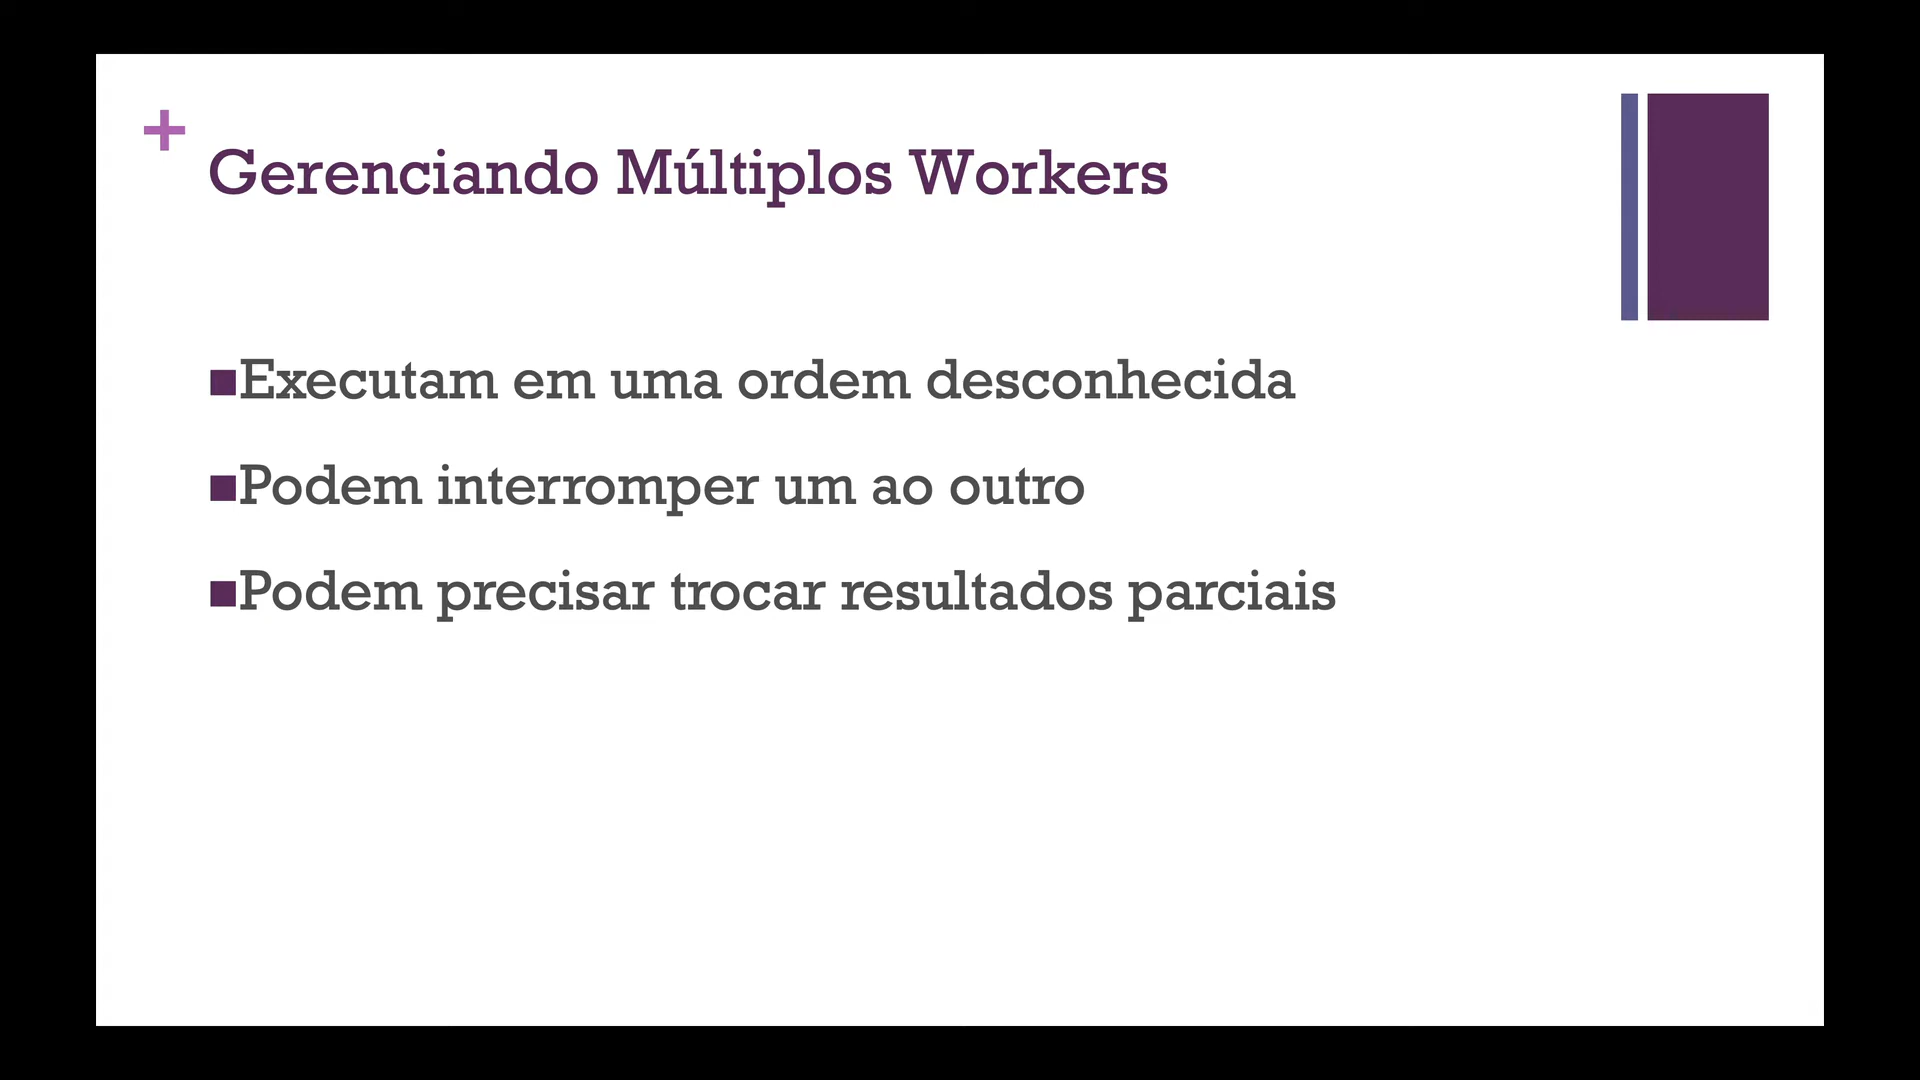 Gerenciando Múltiplos Workers
Executam em uma ordem desconhecida
Podem interromper um ao outro
Podem precisar trocar resultados parciais